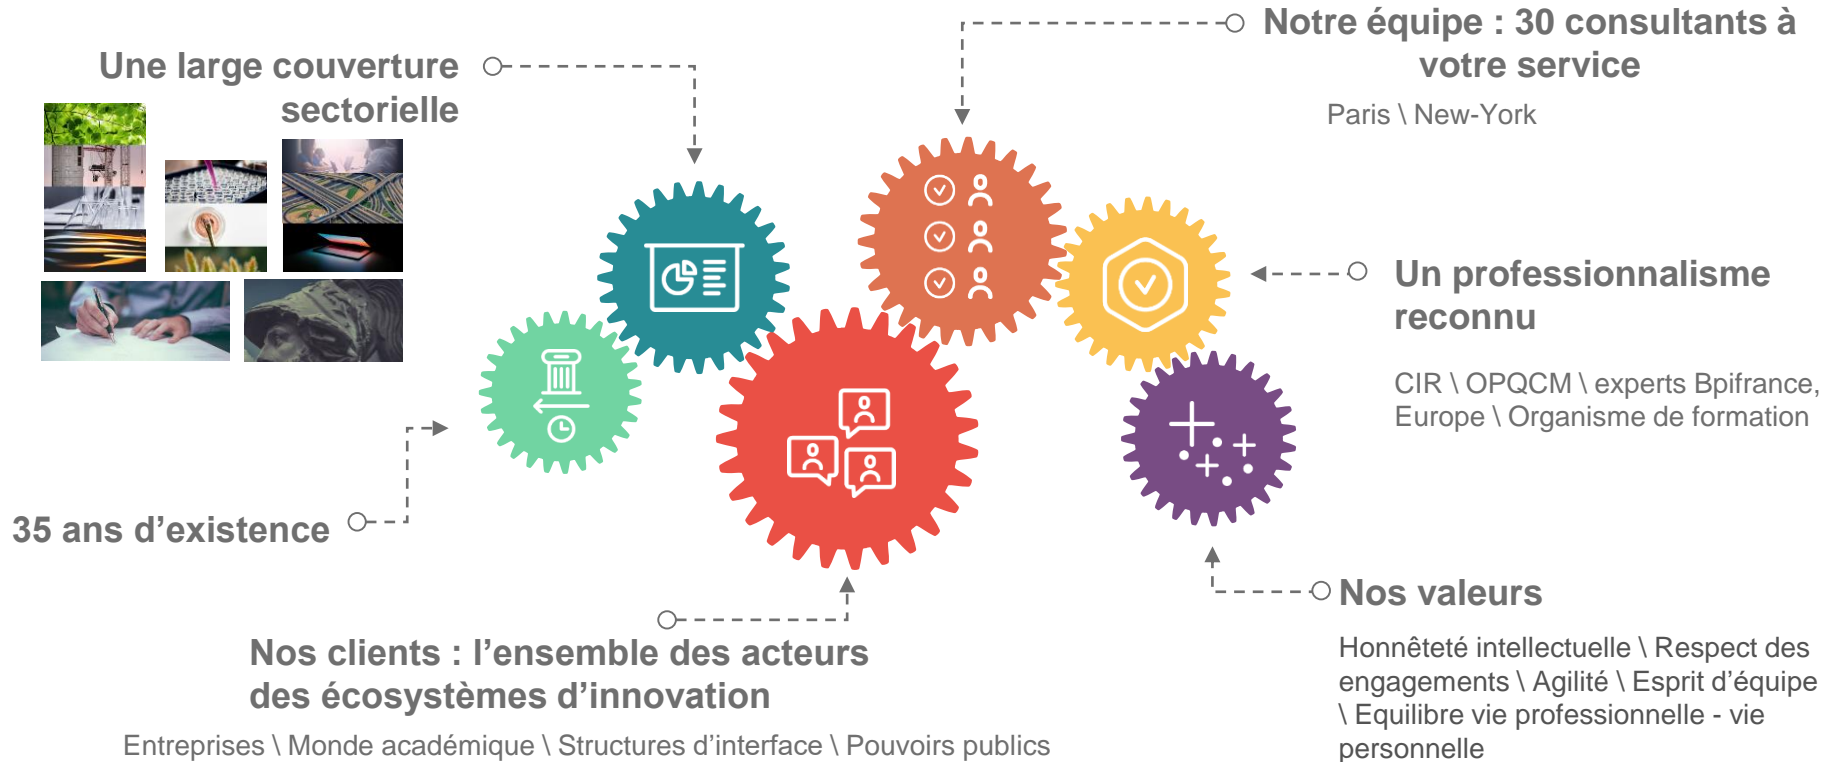 Une large couverture
sectorielle
Notre équipe : 30 consultants à
votre service
Paris \ New-York
Un professionnalisme
reconnu
CIR \ OPQCM \ experts Bpifrance,
Europe \ Organisme de formation
35 ans d’existence
Nos clients : l’ensemble des acteurs
des écosystèmes d’innovation
Entreprises \ Monde académique \ Structures d’interface \ Pouvoirs publics
Nos valeurs
Honnêteté intellectuelle \ Respect des
engagements \ Agilité \ Esprit d’équipe
\ Equilibre vie professionnelle - vie
personnelle